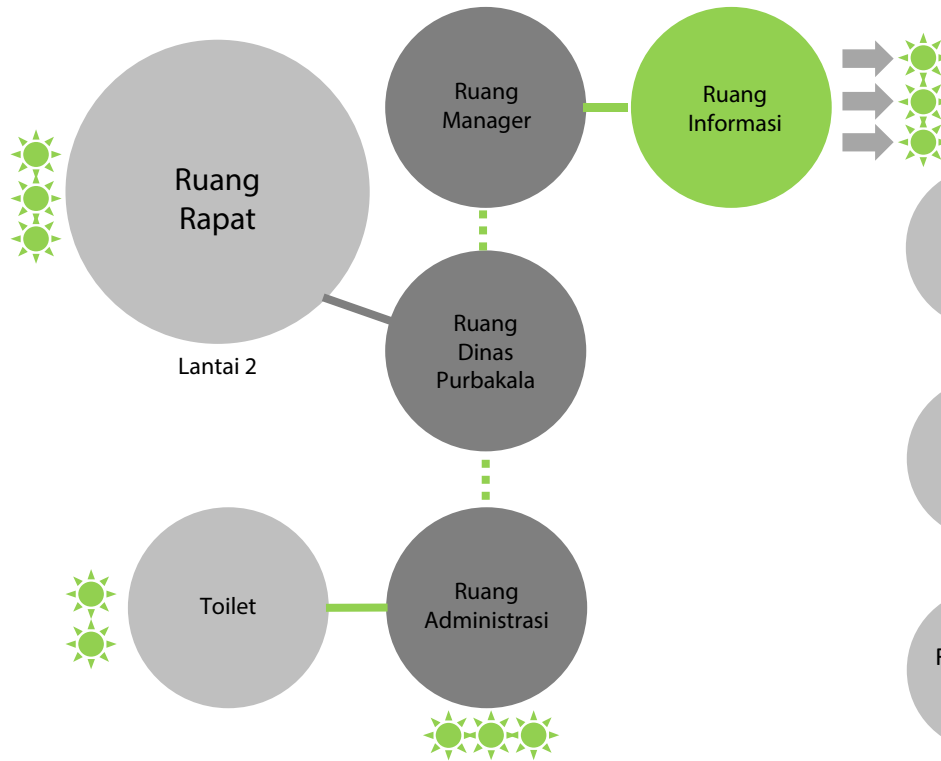 Ruang
Manager
Ruang
Informasi
Ruang
Rapat
Lantai 2
Ruang
Dinas
Purbakala
Toilet
Ruang
Administrasi